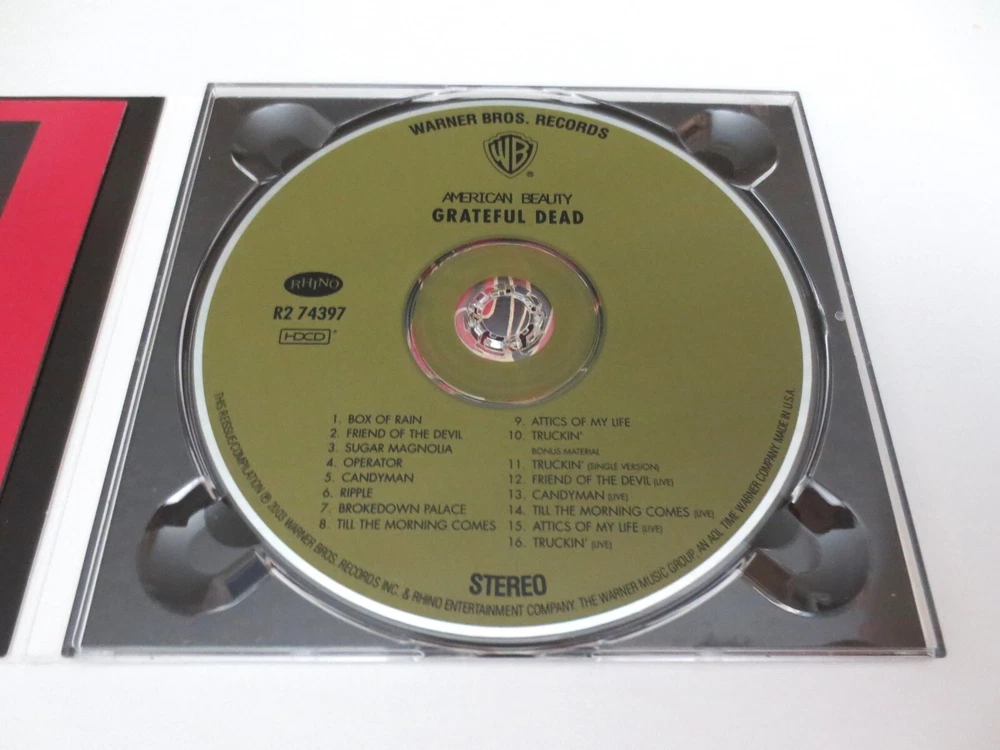 WARNER BROS. RECORDS
WB
®
AMERICAN BEAUTY
GRATEFUL DEAD
RHINO
R2 74397
HDCD®
1. BOX OF RAIN
2. FRIEND OF THE DEVIL
3. SUGAR MAGNOLIA
4. OPERATOR
5. CANDYMAN
6. RIPPLE
7. BROKEDOWN PALACE
8. TILL THE MORNING COMES
9. ATTICS OF MY LIFE
10. TRUCKIN'
BONUS MATERIAL
11. TRUCKIN' (SINGLE VERSION)
12. FRIEND OF THE DEVIL (LIVE)
13. CANDYMAN (LIVE)
14. TILL THE MORNING COMES (LIVE)
15. ATTICS OF MY LIFE (LIVE)
16. TRUCKIN' (LIVE)
STEREO
THIS REISSUE/COMPILATION ℗ 2003 WARNER BROS. RECORDS INC. & RHINO ENTERTAINMENT COMPANY. THE WARNER MUSIC GROUP, AN AOL TIME WARNER COMPANY. MADE IN U.S.A.